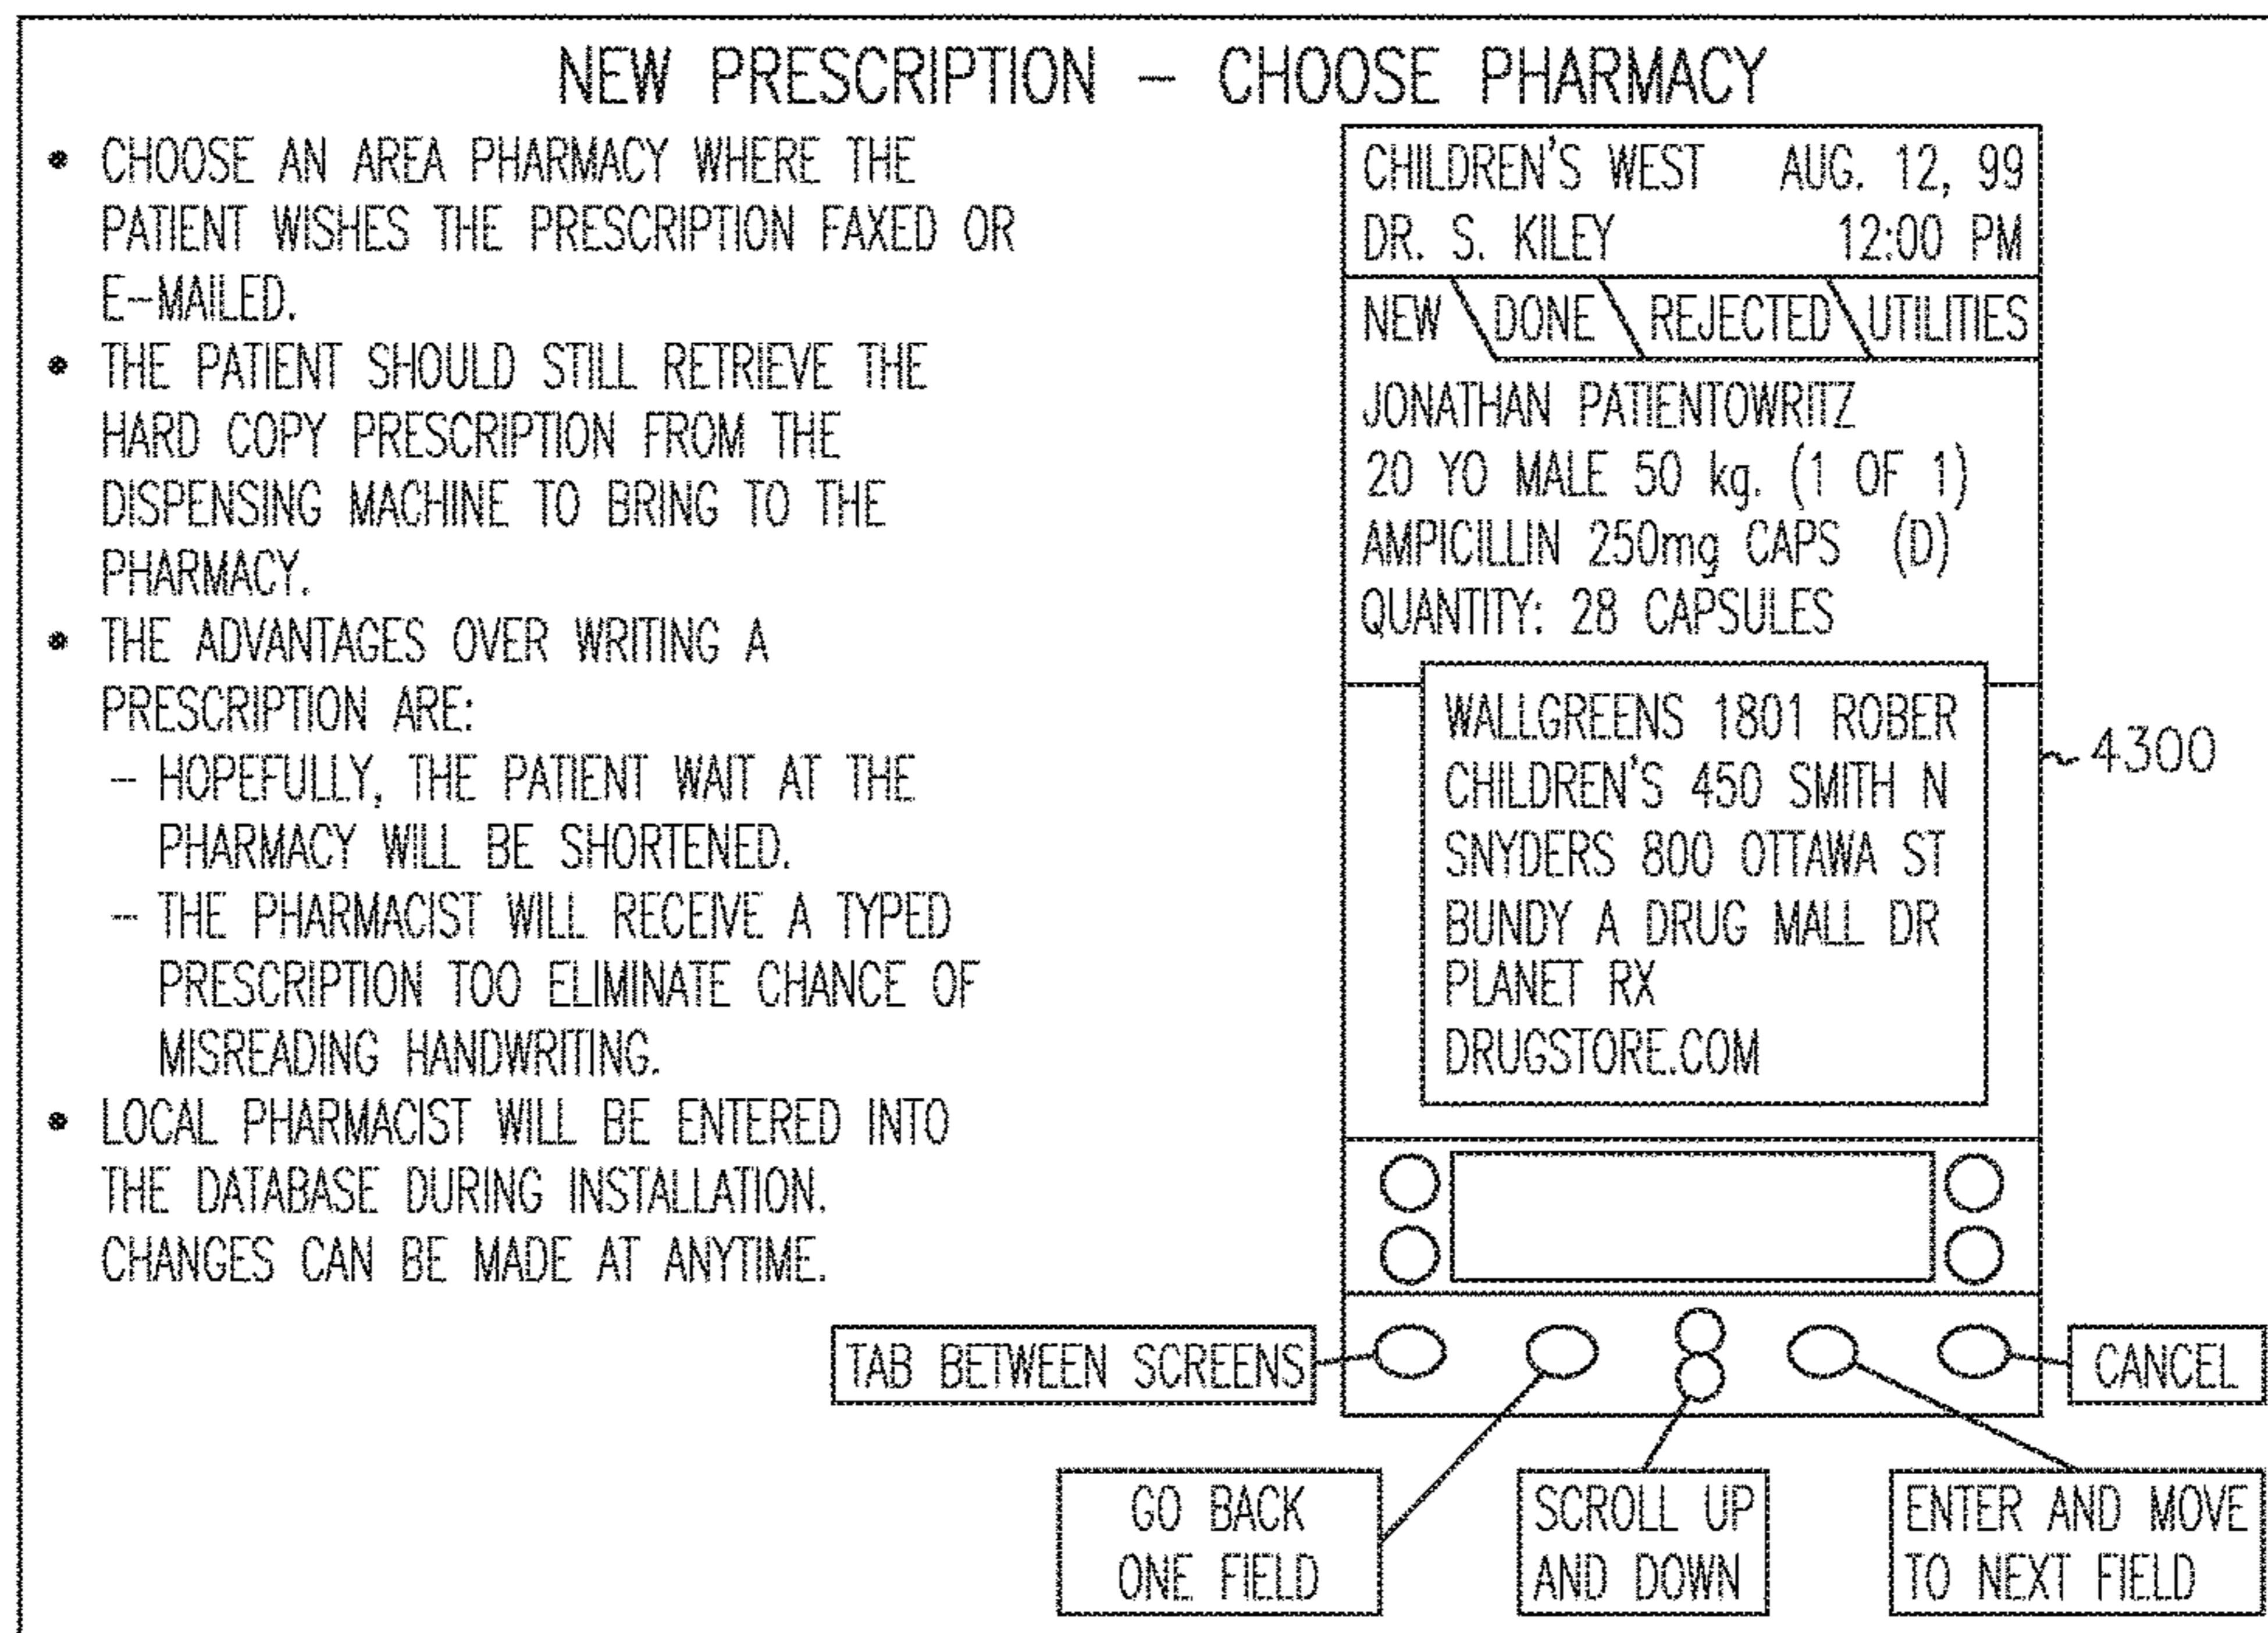 NEW PRESCRIPTION – CHOOSE PHARMACY
• CHOOSE AN AREA PHARMACY WHERE THE
PATIENT WISHES THE PRESCRIPTION FAXED OR
E-MAILED.
• THE PATIENT SHOULD STILL RETRIEVE THE
HARD COPY PRESCRIPTION FROM THE
DISPENSING MACHINE TO BRING TO THE
PHARMACY.
• THE ADVANTAGES OVER WRITING A
PRESCRIPTION ARE:
– HOPEFULLY, THE PATIENT WAIT AT THE
PHARMACY WILL BE SHORTENED.
– THE PHARMACIST WILL RECEIVE A TYPED
PRESCRIPTION TOO ELIMINATE CHANCE OF
MISREADING HANDWRITING.
• LOCAL PHARMACIST WILL BE ENTERED INTO
THE DATABASE DURING INSTALLATION.
CHANGES CAN BE MADE AT ANYTIME.
CHILDREN'S WEST AUG. 12, 99
DR. S. KILEY 12:00 PM
NEW DONE REJECTED UTILITIES
JONATHAN PATIENTOWRITZ
20 YO MALE 50 kg. (1 OF 1)
AMPICILLIN 250mg CAPS (D)
QUANTITY: 28 CAPSULES
WALLGREENS 1801 ROBER
CHILDREN'S 450 SMITH N
SNYDERS 800 OTTAWA ST
BUNDY A DRUG MALL DR
PLANET RX
DRUGSTORE.COM
4300
TAB BETWEEN SCREENS
CANCEL
GO BACK
ONE FIELD
SCROLL UP
AND DOWN
ENTER AND MOVE
TO NEXT FIELD